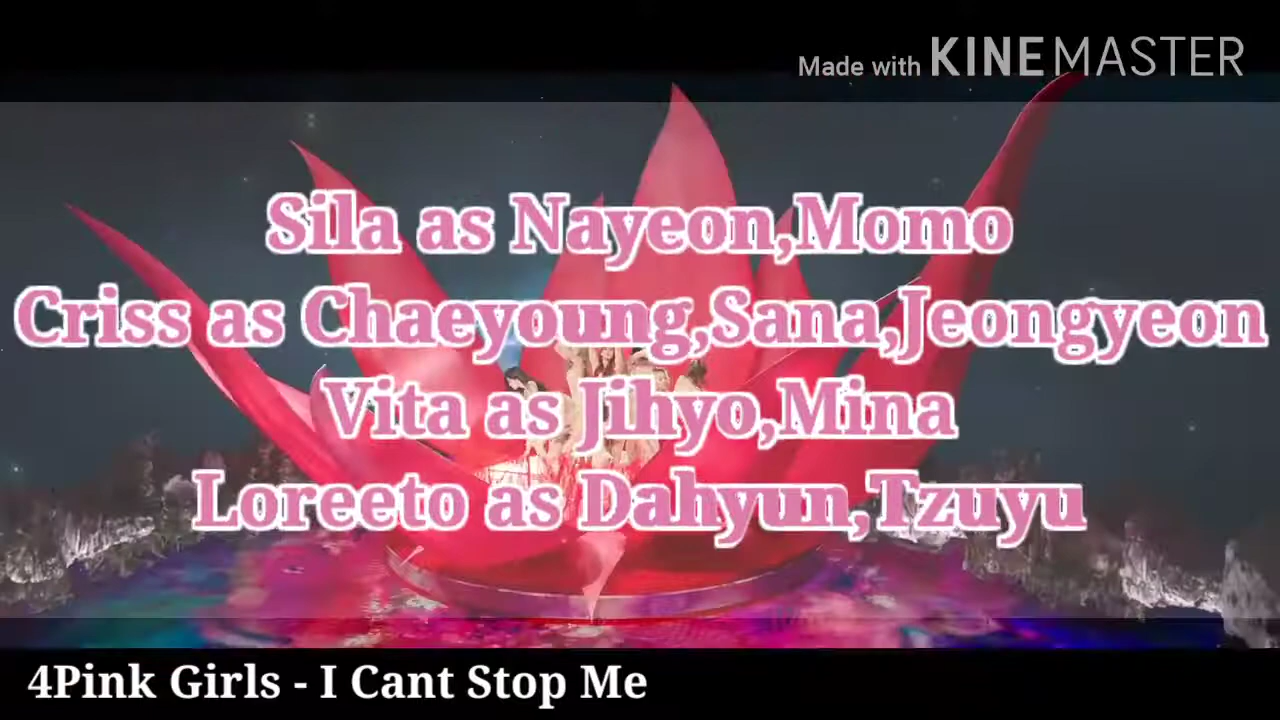 Made with KINEMASTER
Sila as Nayeon,Momo
Criss as Chaeyoung,Sana,Jeongyeon
Vita as Jihyo,Mina
Loreeto as Dahyun,Tzuyu
4Pink Girls - I Cant Stop Me